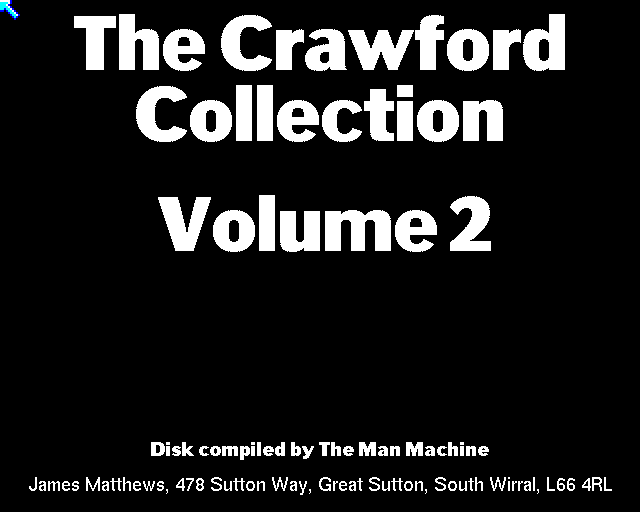 The Crawford
Collection
Volume 2
Disk compiled by The Man Machine
James Matthews, 478 Sutton Way, Great Sutton, South Wirral, L66 4RL